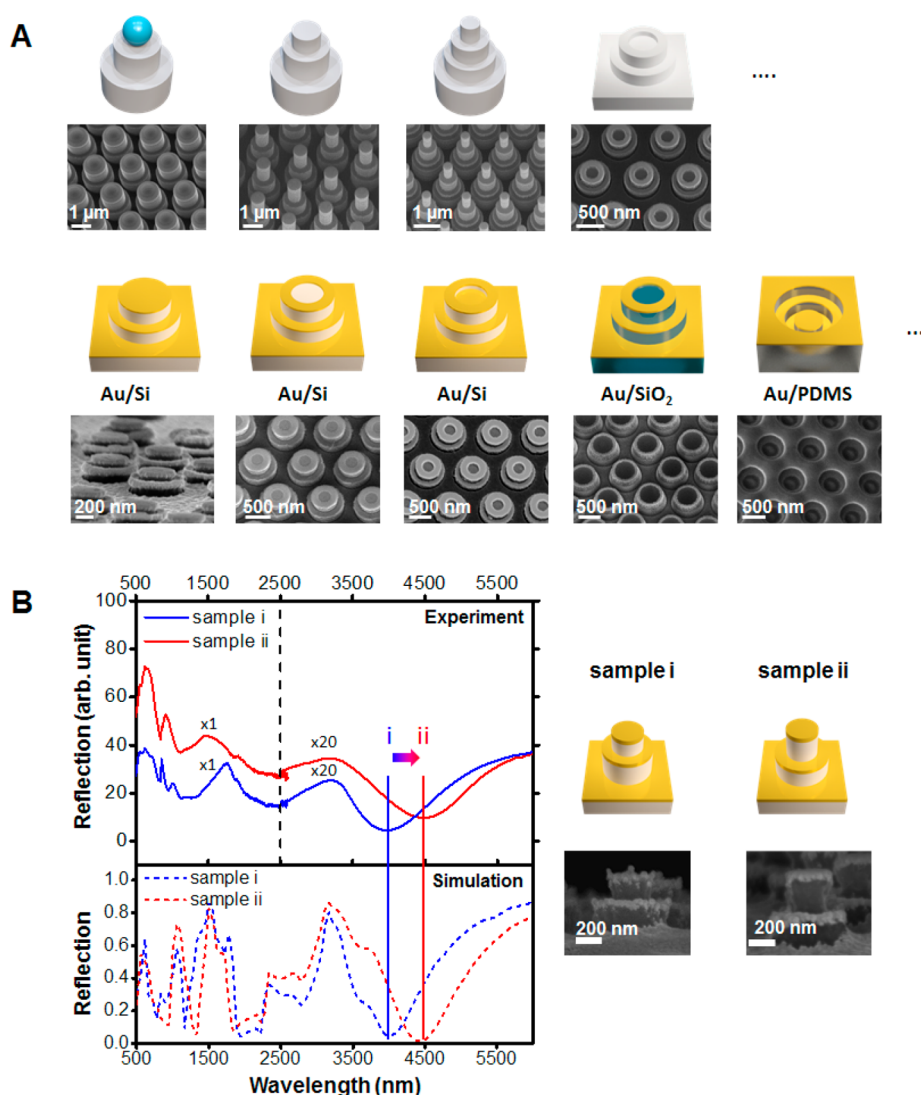 A
....
1 µm
1 µm
1 µm
500 nm
...
Au/Si
Au/Si
Au/Si
Au/SiO₂
Au/PDMS
200 nm
500 nm
500 nm
500 nm
500 nm
B
500 1500 2500 3500 4500 5500
100
80
60
40
20
0
Reflection (arb. unit)
sample i
sample ii
Experiment
x1
x1
x20
x20
i
ii
1.0
0.8
0.6
0.4
0.2
0.0
Reflection
sample i
sample ii
Simulation
500 1500 2500 3500 4500 5500
Wavelength (nm)
sample i
sample ii
200 nm
200 nm